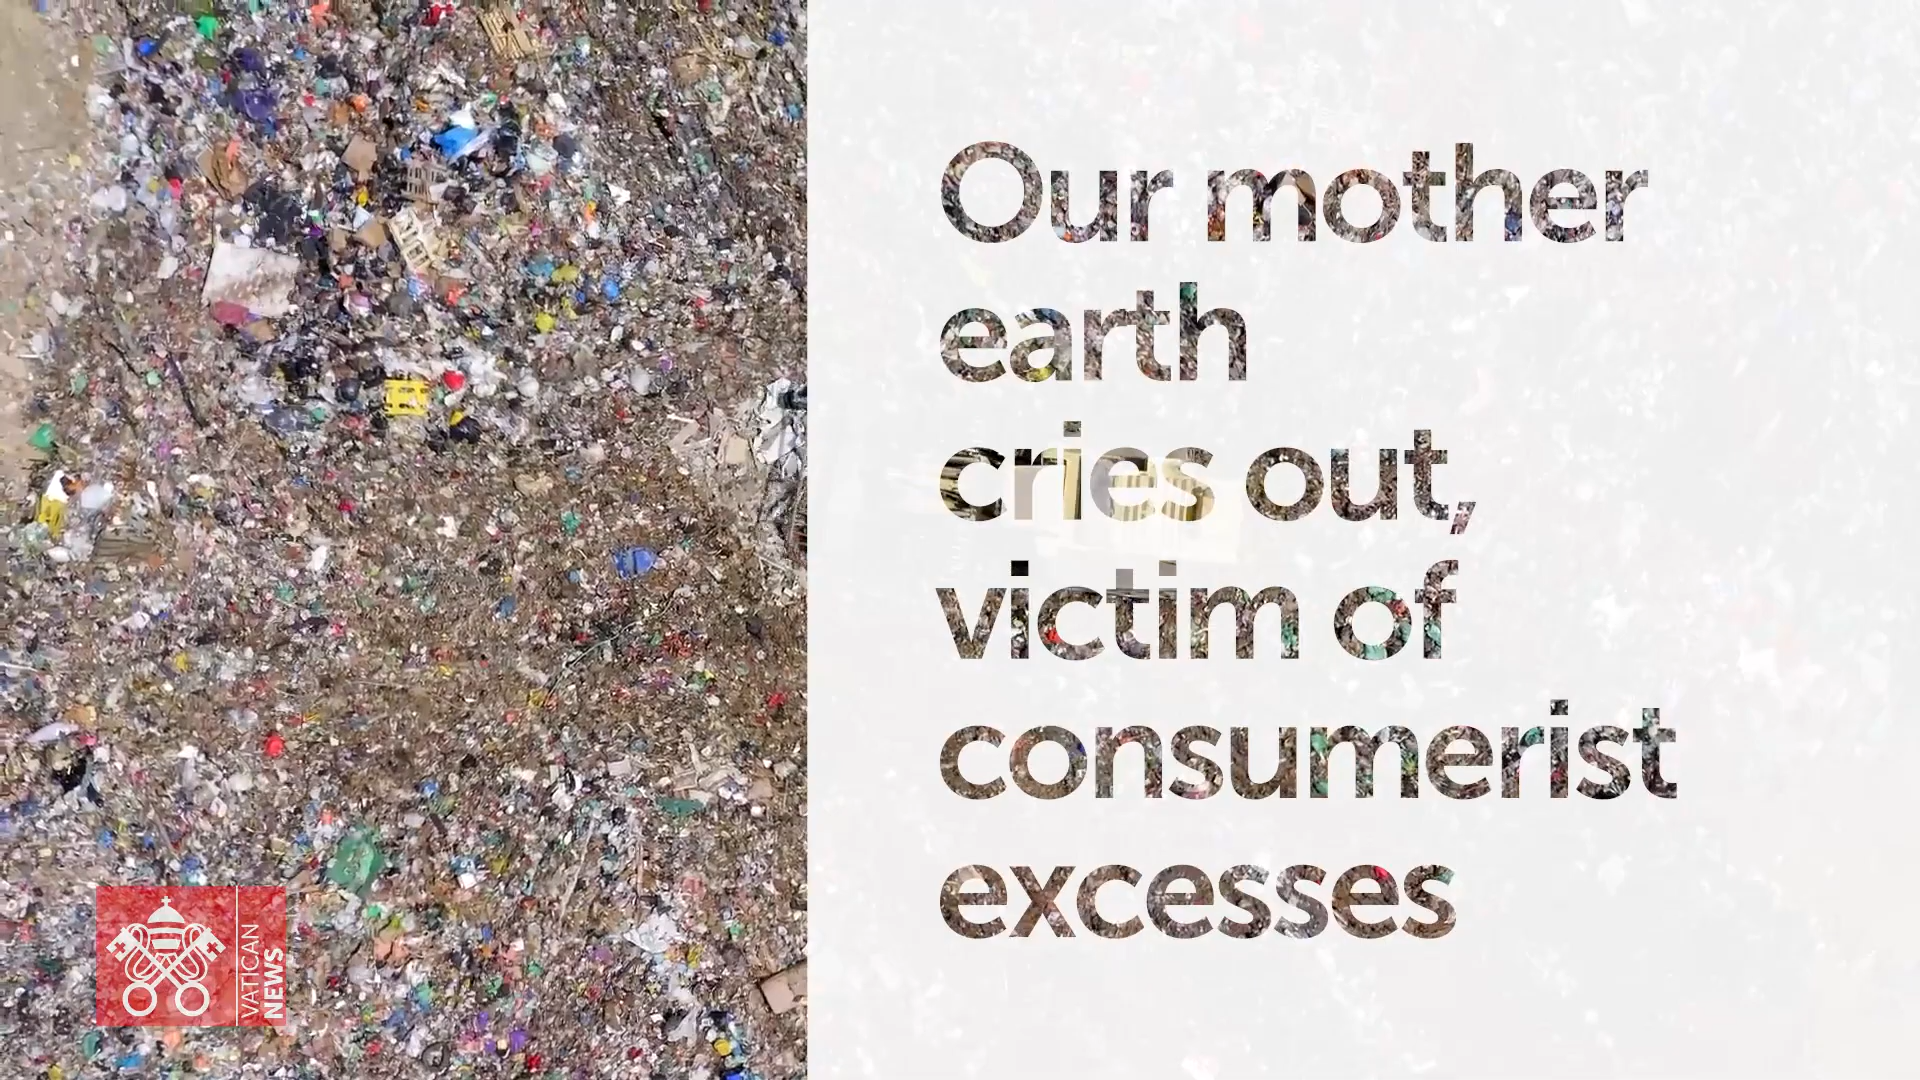 Our mother
earth
cries out,
victim of
consumerist
excesses
VATICAN
NEWS